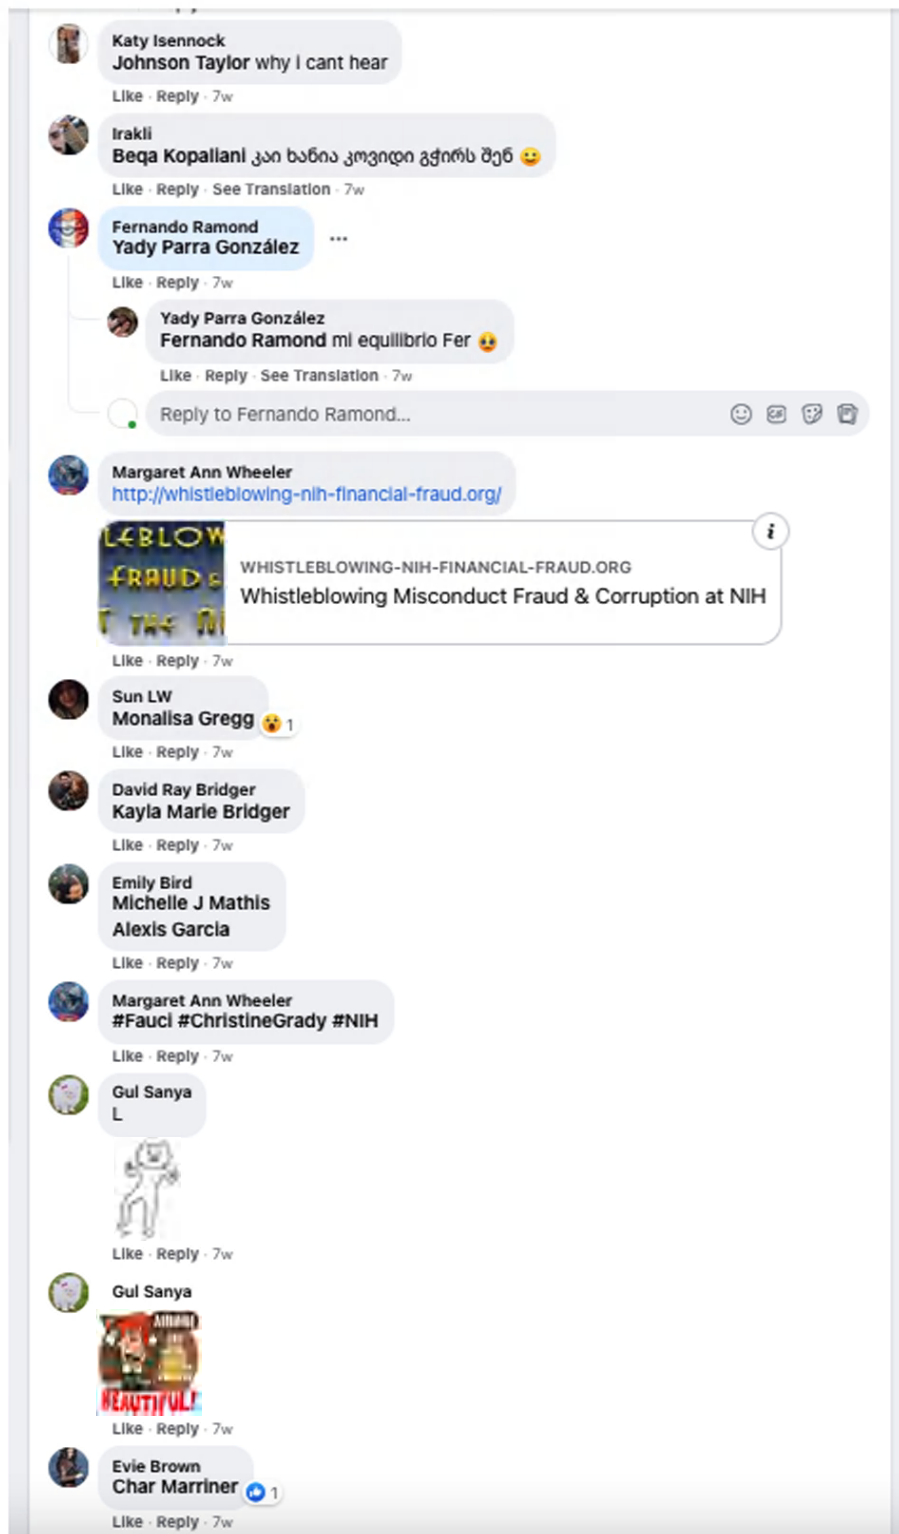 Katy Isennock
Johnson Taylor why i cant hear
Like · Reply · 7w
Irakli
Beqa Kopaliani კაი ხანია კოვიდი გჭირს შენ 🙂
Like · Reply · See Translation · 7w
Fernando Ramond
Yady Parra González
...
Like · Reply · 7w
Yady Parra González
Fernando Ramond mi equilibrio Fer 🥹
Like · Reply · See Translation · 7w
Reply to Fernando Ramond...
GIF
Margaret Ann Wheeler
http://whistleblowing-nih-financial-fraud.org/
LEBLOW
FRAUD &
T THE NI
i
WHISTLEBLOWING-NIH-FINANCIAL-FRAUD.ORG
Whistleblowing Misconduct Fraud & Corruption at NIH
Like · Reply · 7w
Sun LW
Monalisa Gregg 😮 1
Like · Reply · 7w
David Ray Bridger
Kayla Marie Bridger
Like · Reply · 7w
Emily Bird
Michelle J Mathis
Alexis Garcia
Like · Reply · 7w
Margaret Ann Wheeler
#Fauci #ChristineGrady #NIH
Like · Reply · 7w
Gul Sanya
L
Like · Reply · 7w
Gul Sanya
BEAUTIFUL!
Like · Reply · 7w
Evie Brown
Char Marriner 👍 1
Like · Reply · 7w